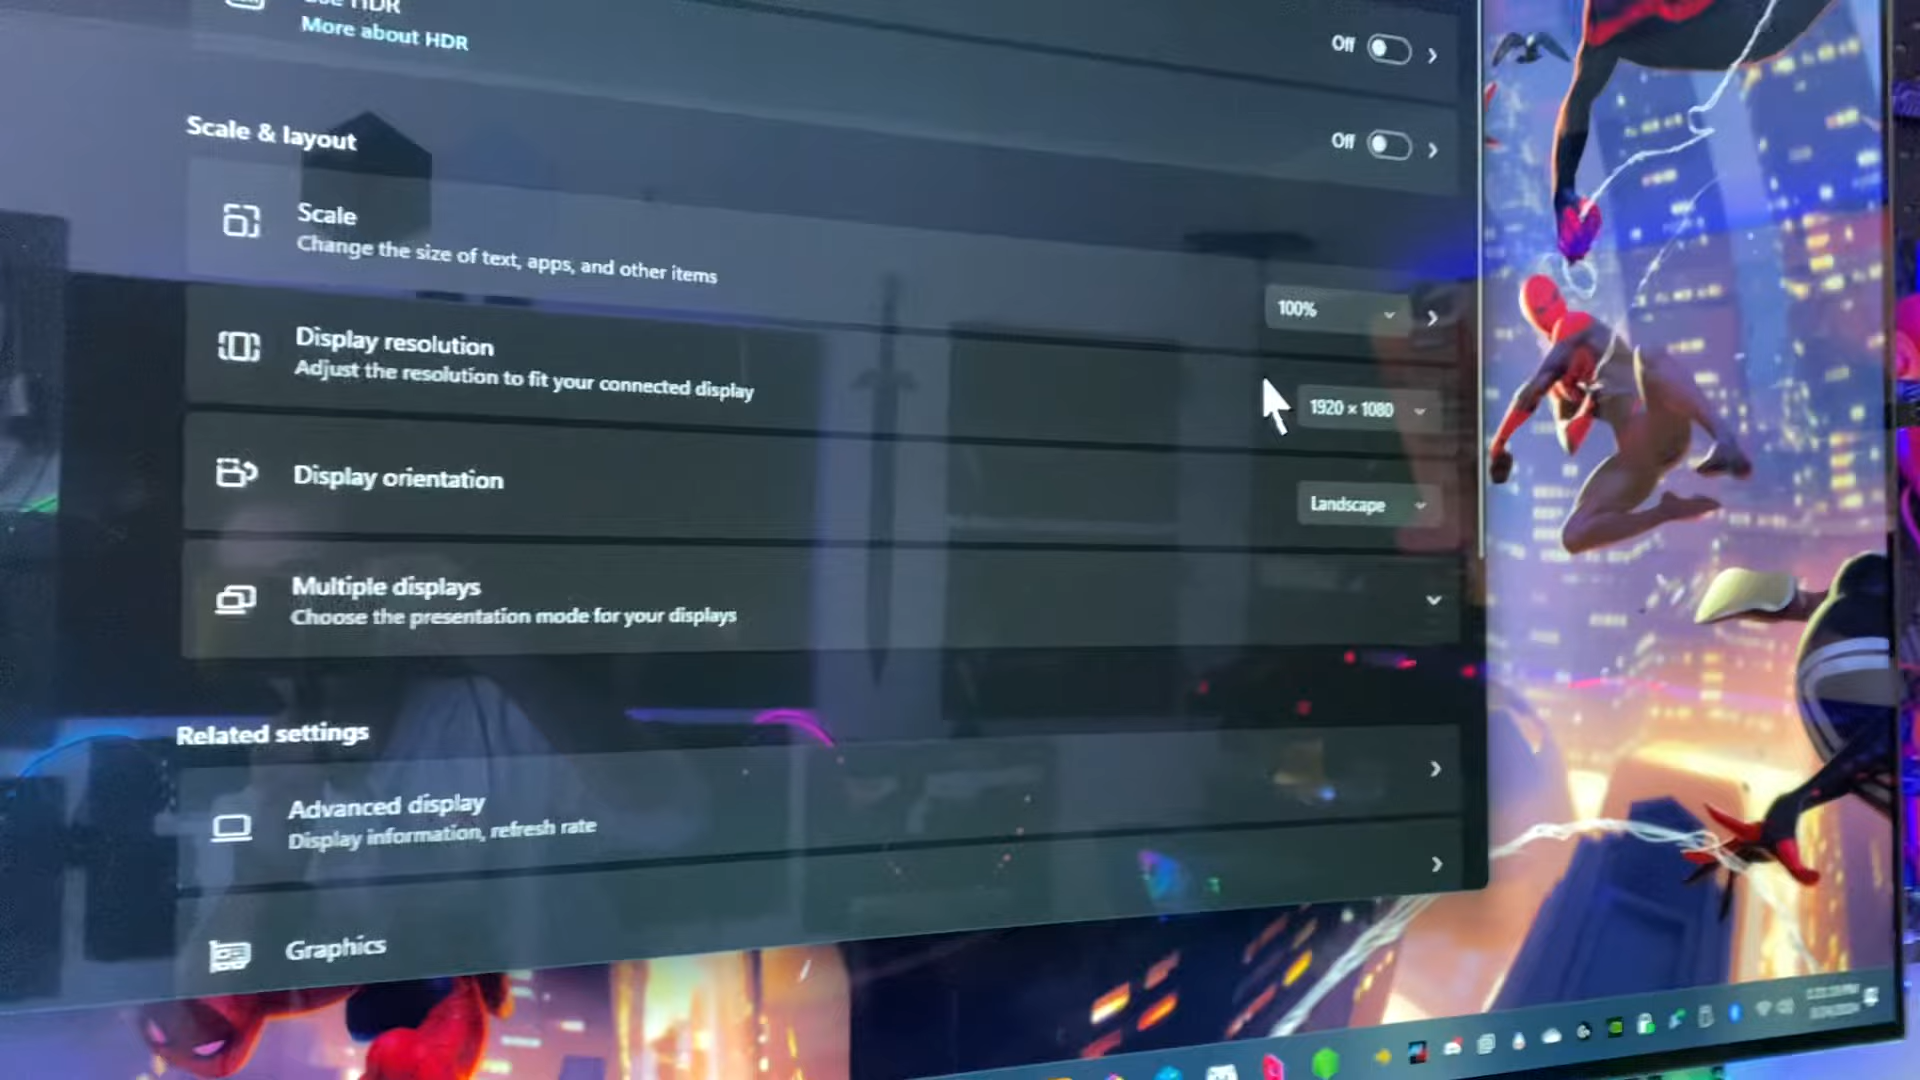 Use HDR
More about HDR
Off
Off
Scale & layout
Scale
Change the size of text, apps, and other items
100%
Display resolution
Adjust the resolution to fit your connected display
1920 × 1080
Display orientation
Landscape
Multiple displays
Choose the presentation mode for your displays
Related settings
Advanced display
Display information, refresh rate
Graphics